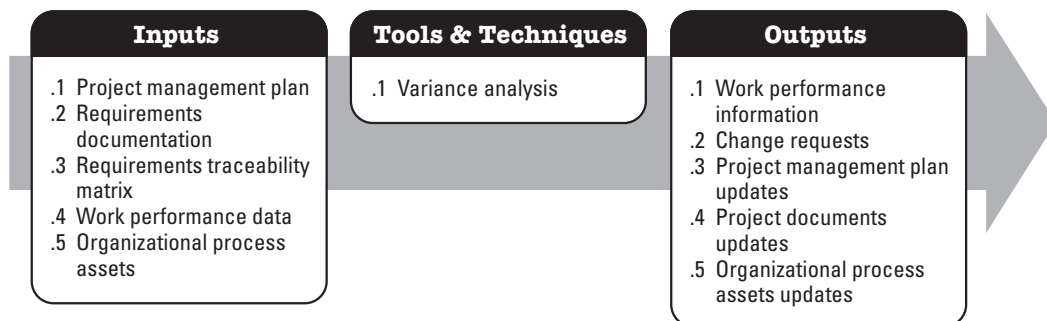 Inputs
.1 Project management plan
.2 Requirements
documentation
.3 Requirements traceability
matrix
.4 Work performance data
.5 Organizational process
assets
Tools & Techniques
.1 Variance analysis
Outputs
.1 Work performance
information
.2 Change requests
.3 Project management plan
updates
.4 Project documents
updates
.5 Organizational process
assets updates